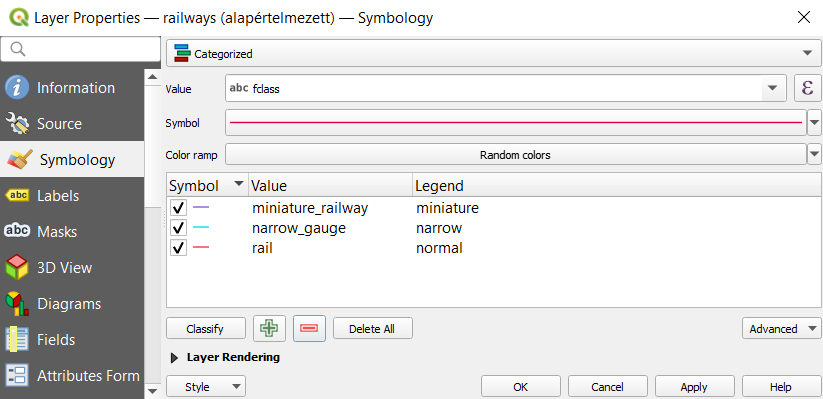 Layer Properties — railways (alapértelmezett) — Symbology
Categorized
Information
Value abc fclass ε
Source
Symbol
Symbology
Color ramp Random colors
Symbol Value Legend
abc Labels
miniature_railway miniature
abc Masks
narrow_gauge narrow
rail normal
3D View
Diagrams
Classify Delete All Advanced
Fields
Layer Rendering
Attributes Form
Style OK Cancel Apply Help